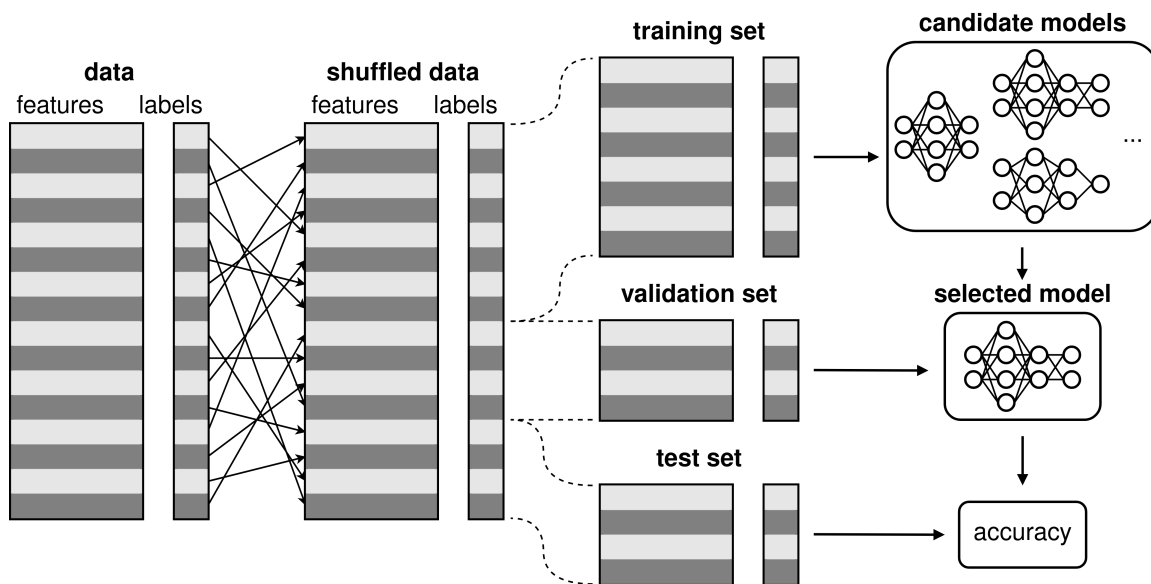 data
features labels
shuffled data
features labels
training set
validation set
test set
candidate models
...
selected model
accuracy